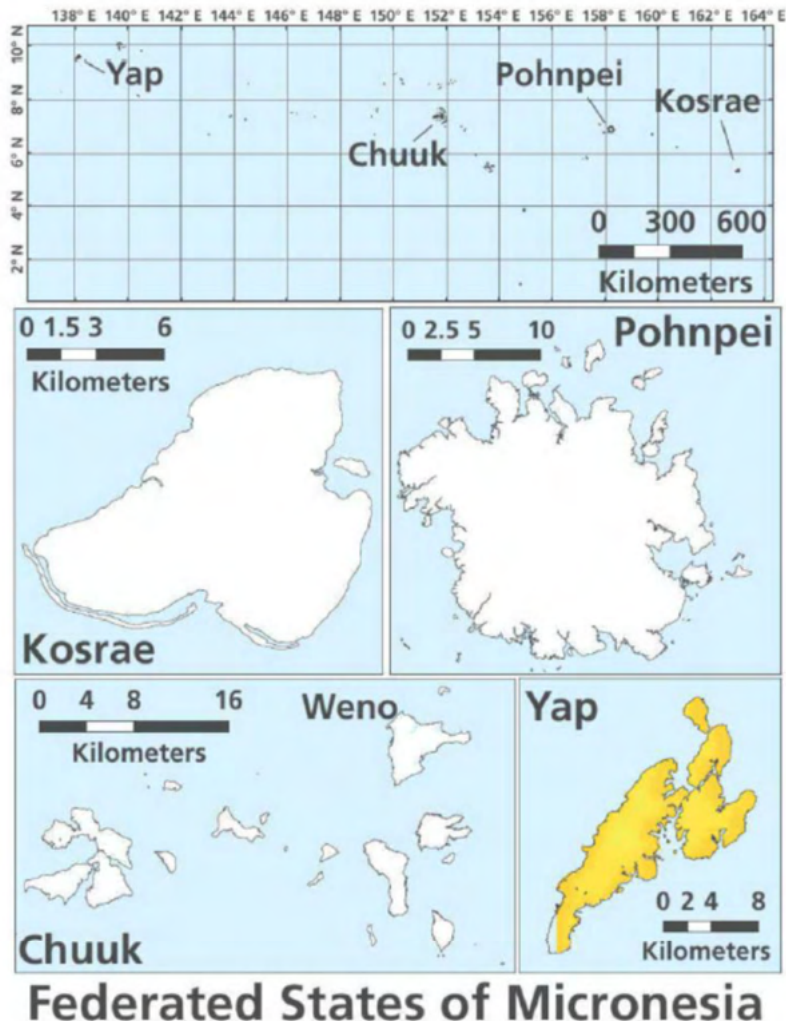 138° E 140° E 142° E 144° E 146° E 148° E 150° E 152° E 154° E 156° E 158° E 160° E 162° E 164° E
10° N
8° N
6° N
4° N
2° N
Yap
Pohnpei
Kosrae
Chuuk
0 300 600
Kilometers
0 1.5 3 6
Kilometers
Kosrae
0 2.5 5 10
Pohnpei
0 4 8 16
Kilometers
Weno
Chuuk
Yap
0 2 4 8
Kilometers
Federated States of Micronesia